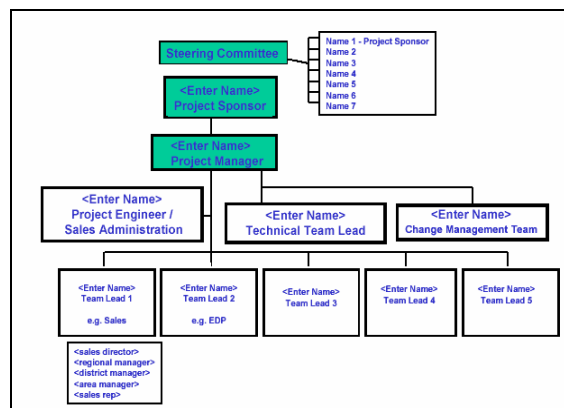 Steering Committee
Name 1 - Project Sponsor
Name 2
Name 3
Name 4
Name 5
Name 6
Name 7
<Enter Name>
Project Sponsor
<Enter Name>
Project Manager
<Enter Name>
Project Engineer /
Sales Administration
<Enter Name>
Technical Team Lead
<Enter Name>
Change Management Team
<Enter Name>
Team Lead 1
e.g. Sales
<Enter Name>
Team Lead 2
e.g. EDP
<Enter Name>
Team Lead 3
<Enter Name>
Team Lead 4
<Enter Name>
Team Lead 5
<sales director>
<regional manager>
<district manager>
<area manager>
<sales rep>